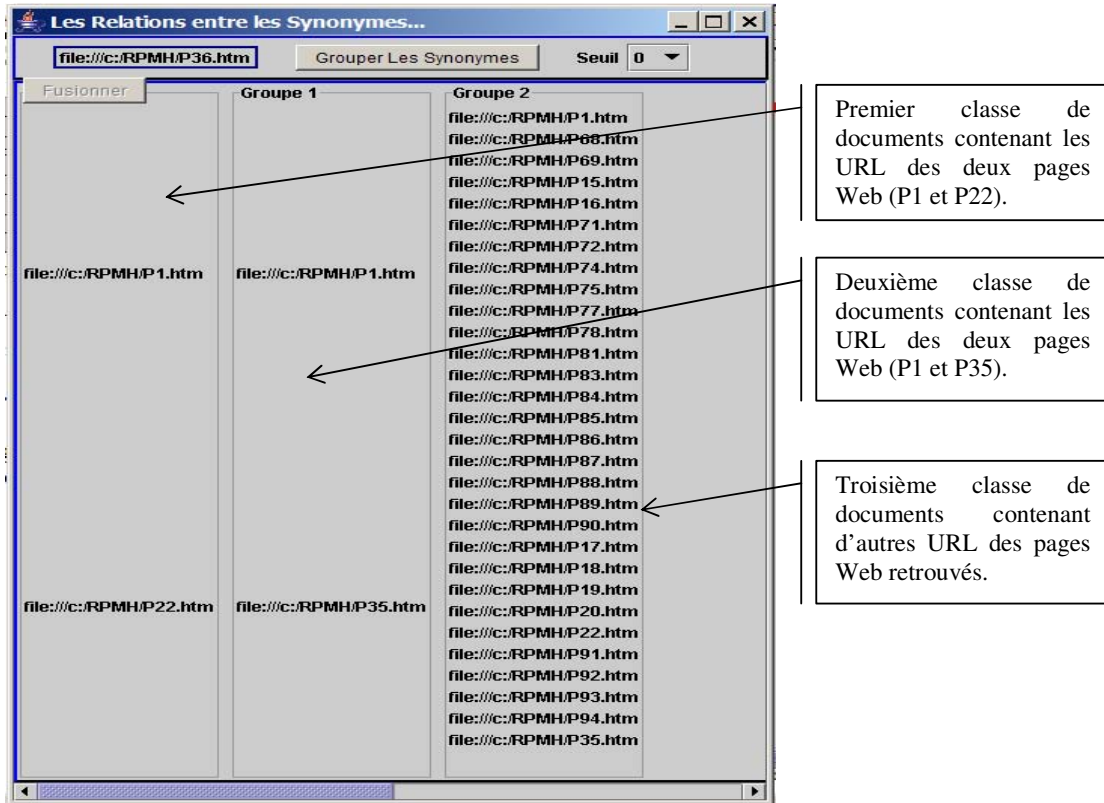 Les Relations entre les Synonymes...
file:///c:/RPMH/P36.htm
Grouper Les Synonymes
Seuil 0
Fusionner
file:///c:/RPMH/P1.htm
file:///c:/RPMH/P22.htm
Groupe 1
file:///c:/RPMH/P1.htm
file:///c:/RPMH/P35.htm
Groupe 2
file:///c:/RPMH/P1.htm
file:///c:/RPMH/P68.htm
file:///c:/RPMH/P69.htm
file:///c:/RPMH/P15.htm
file:///c:/RPMH/P16.htm
file:///c:/RPMH/P71.htm
file:///c:/RPMH/P72.htm
file:///c:/RPMH/P74.htm
file:///c:/RPMH/P75.htm
file:///c:/RPMH/P77.htm
file:///c:/RPMH/P78.htm
file:///c:/RPMH/P81.htm
file:///c:/RPMH/P83.htm
file:///c:/RPMH/P84.htm
file:///c:/RPMH/P85.htm
file:///c:/RPMH/P86.htm
file:///c:/RPMH/P87.htm
file:///c:/RPMH/P88.htm
file:///c:/RPMH/P89.htm
file:///c:/RPMH/P90.htm
file:///c:/RPMH/P17.htm
file:///c:/RPMH/P18.htm
file:///c:/RPMH/P19.htm
file:///c:/RPMH/P20.htm
file:///c:/RPMH/P22.htm
file:///c:/RPMH/P91.htm
file:///c:/RPMH/P92.htm
file:///c:/RPMH/P93.htm
file:///c:/RPMH/P94.htm
file:///c:/RPMH/P35.htm
Premier classe de
documents contenant les
URL des deux pages
Web (P1 et P22).
Deuxième classe de
documents contenant les
URL des deux pages
Web (P1 et P35).
Troisième classe de
documents contenant
d'autres URL des pages
Web retrouvés.